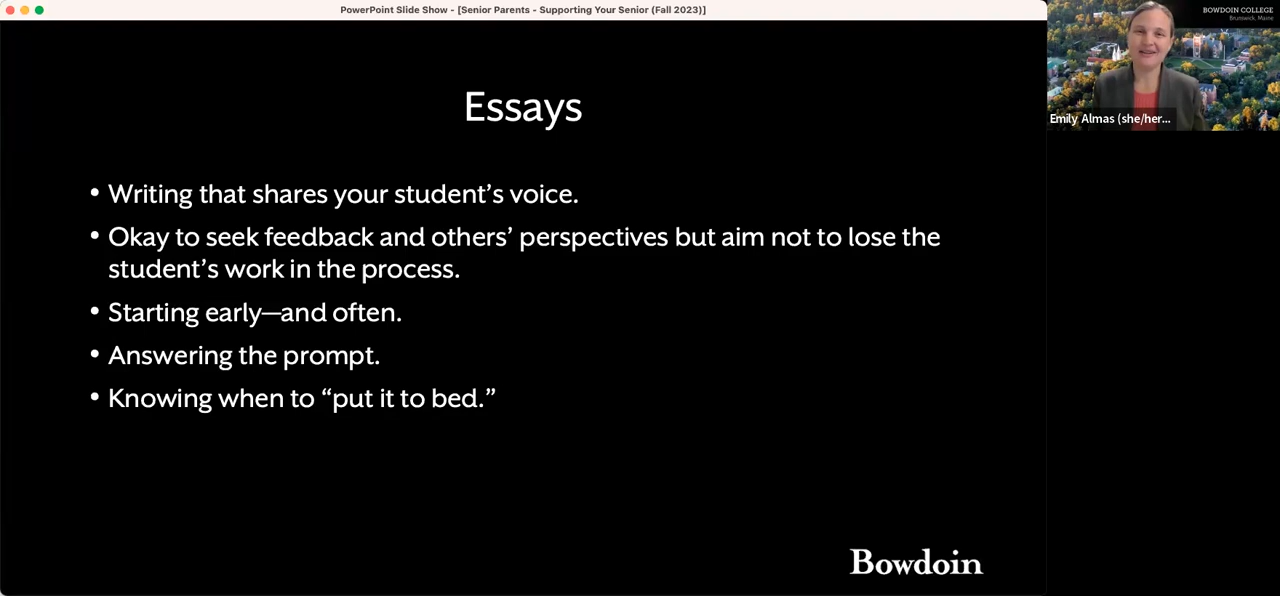 PowerPoint Slide Show - [Senior Parents - Supporting Your Senior (Fall 2023)]
BOWDOIN COLLEGE
Brunswick, Maine
Emily Almas (she/her...
Essays
• Writing that shares your student’s voice.
• Okay to seek feedback and others’ perspectives but aim not to lose the
student’s work in the process.
• Starting early—and often.
• Answering the prompt.
• Knowing when to “put it to bed.”
Bowdoin